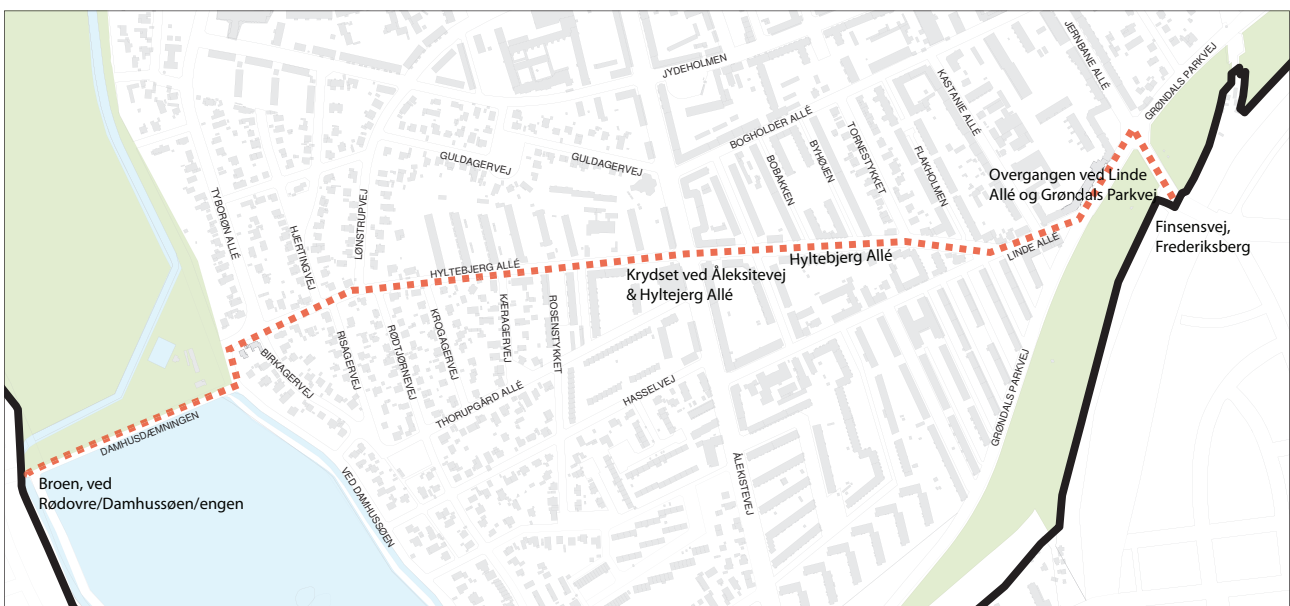 JYDEHOLMEN
JERNBANE ALLÉ
GRØNDALS PARKVEJ
KASTANIE ALLÉ
BOGHOLDER ALLÉ
TORNESTYKKET
BYHØJEN
BOBAKKEN
FLAKHOLMEN
GULDAGERVEJ
GULDAGERVEJ
Overgangen ved Linde
Allé og Grøndals Parkvej
TYBORØN ALLÉ
HJERTINGVEJ
LØNSTRUPVEJ
Finsensvej,
Frederiksberg
LINDE ALLÉ
HYLTEBJERG ALLÉ
Hyltebjerg Allé
Krydset ved Åleksitevej
& Hyltejerg Allé
BIRKAGERVEJ
RISAGERVEJ
RØDTJØRNEVEJ
KROGAGERVEJ
KÆRAGERVEJ
ROSENSTYKKET
THORUPGÅRD ALLÉ
HASSELVEJ
GRØNDALS PARKVEJ
DAMHUSDÆMNINGEN
Broen, ved
Rødovre/Damhussøen/engen
VED DAMHUSSØEN
ÅLEKISTEVEJ